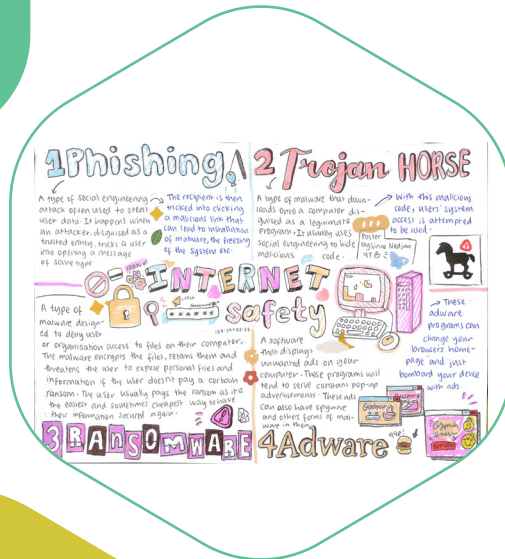 1 Phishing
A type of social engineering
attack often used to steal
user data. It happens when
an attacker, disguised as a
trusted entity, tricks a user
into opening a message
of some type
The recipient is then
tricked into clicking
a malicious link that
can lead to installation
of malware, the freezing
of the system etc.
2 Trojan HORSE
A type of malware that down-
loads onto a computer dis-
guised as a legitimate
program. It usually uses
social engineering to hide
malicious code.
With this malicious
code, users' system
access is attempted
to be used.
Poster
by
INTERNET
safety
A type of
malware design-
ed to deny user
or organisation access to files on their computer.
The malware encrypts the files, retains them and
threatens the user to expose personal files and
information if the user doesnt pay a certain
ransom. The user usually pays the ransom as it's
the easiest and sometimes cheapest way to have
their information secured again.
3 RANSOMWARE
A software
that displays
unwanted ads on your
computer. These programs will
tend to serve constant pop-up
advertisements. These ads
can also have spyware
and other forms of mal-
ware in them
These
adware
programs can
change your
browsers home-
page and just
bombard your device
with ads.
4 Adware